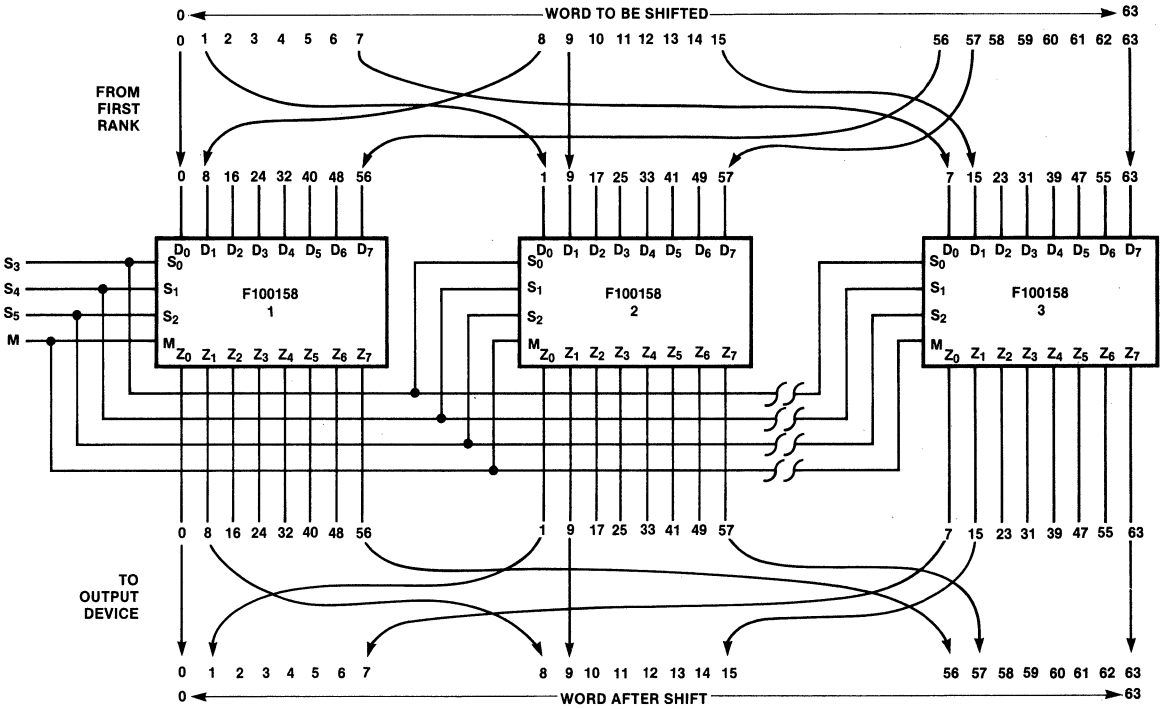 0 WORD TO BE SHIFTED 63
0 1 2 3 4 5 6 7 8 9 10 11 12 13 14 15 56 57 58 59 60 61 62 63
FROM
FIRST
RANK
0 8 16 24 32 40 48 56 1 9 17 25 33 41 49 57 7 15 23 31 39 47 55 63
D0 D1 D2 D3 D4 D5 D6 D7 D0 D1 D2 D3 D4 D5 D6 D7 D0 D1 D2 D3 D4 D5 D6 D7
S3 S0 S0 S0
S4 S1 S1 S1
F100158 F100158 F100158
1 2 3
S5 S2 S2 S2
M M M M
Z0 Z1 Z2 Z3 Z4 Z5 Z6 Z7 Z0 Z1 Z2 Z3 Z4 Z5 Z6 Z7 Z0 Z1 Z2 Z3 Z4 Z5 Z6 Z7
0 8 16 24 32 40 48 56 1 9 17 25 33 41 49 57 7 15 23 31 39 47 55 63
TO
OUTPUT
DEVICE
0 1 2 3 4 5 6 7 8 9 10 11 12 13 14 15 56 57 58 59 60 61 62 63
0 WORD AFTER SHIFT 63